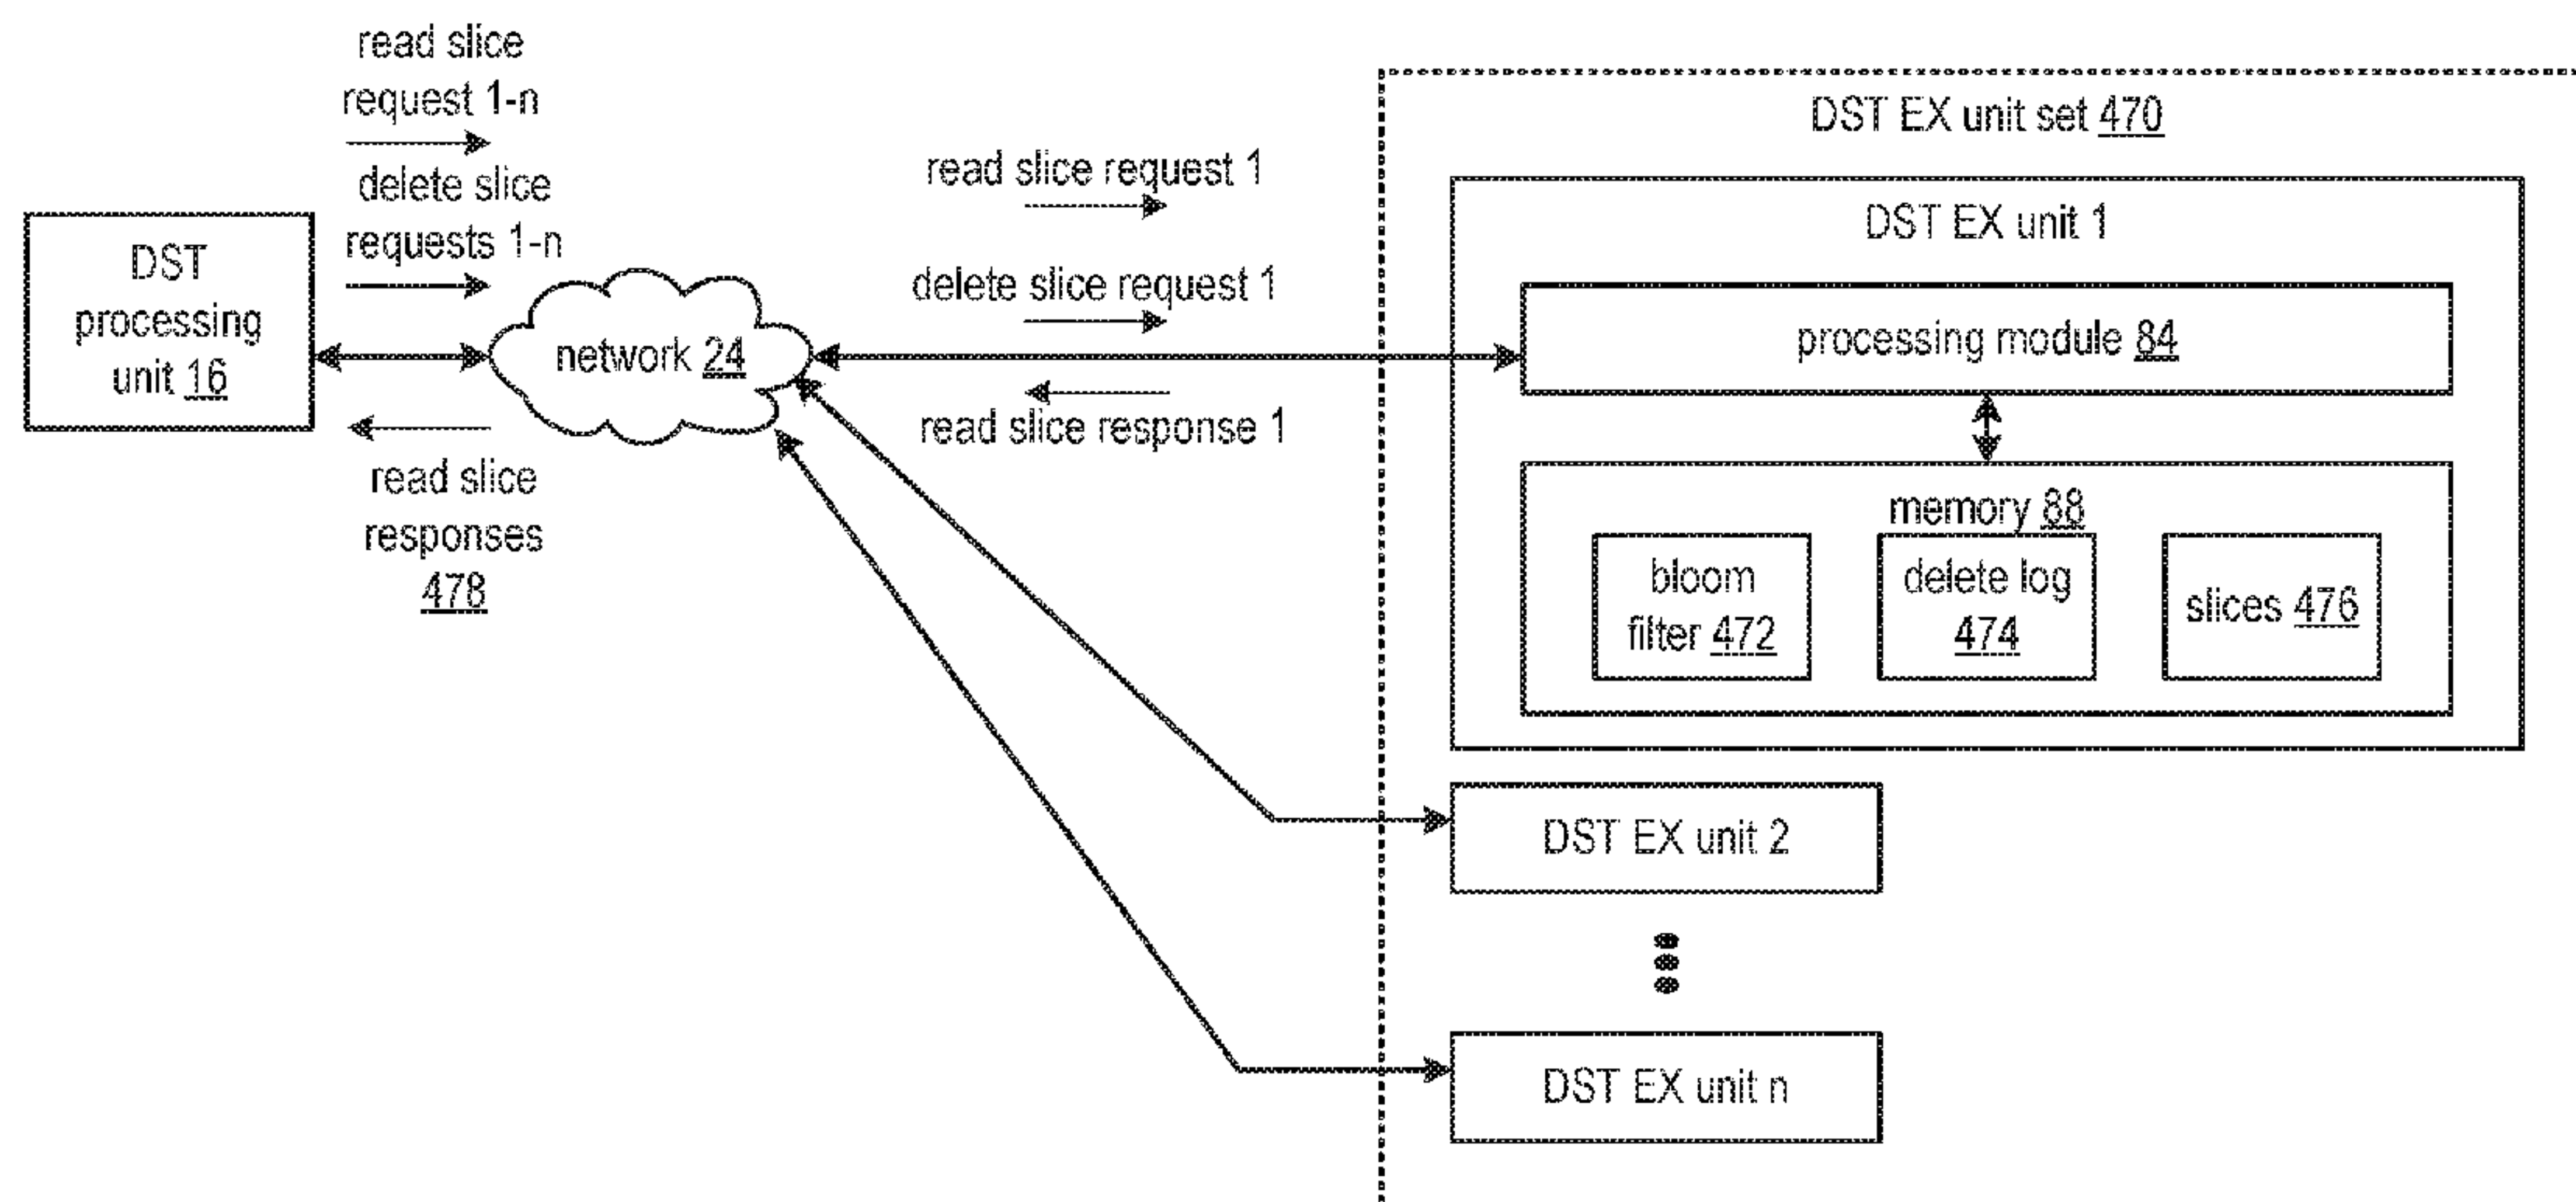 read slice
request 1-n
delete slice
requests 1-n
DST
processing
unit 16
network 24
read slice
responses
478
read slice request 1
delete slice request 1
read slice response 1
DST EX unit set 470
DST EX unit 1
processing module 84
memory 88
bloom
filter 472
delete log
474
slices 476
DST EX unit 2
DST EX unit n